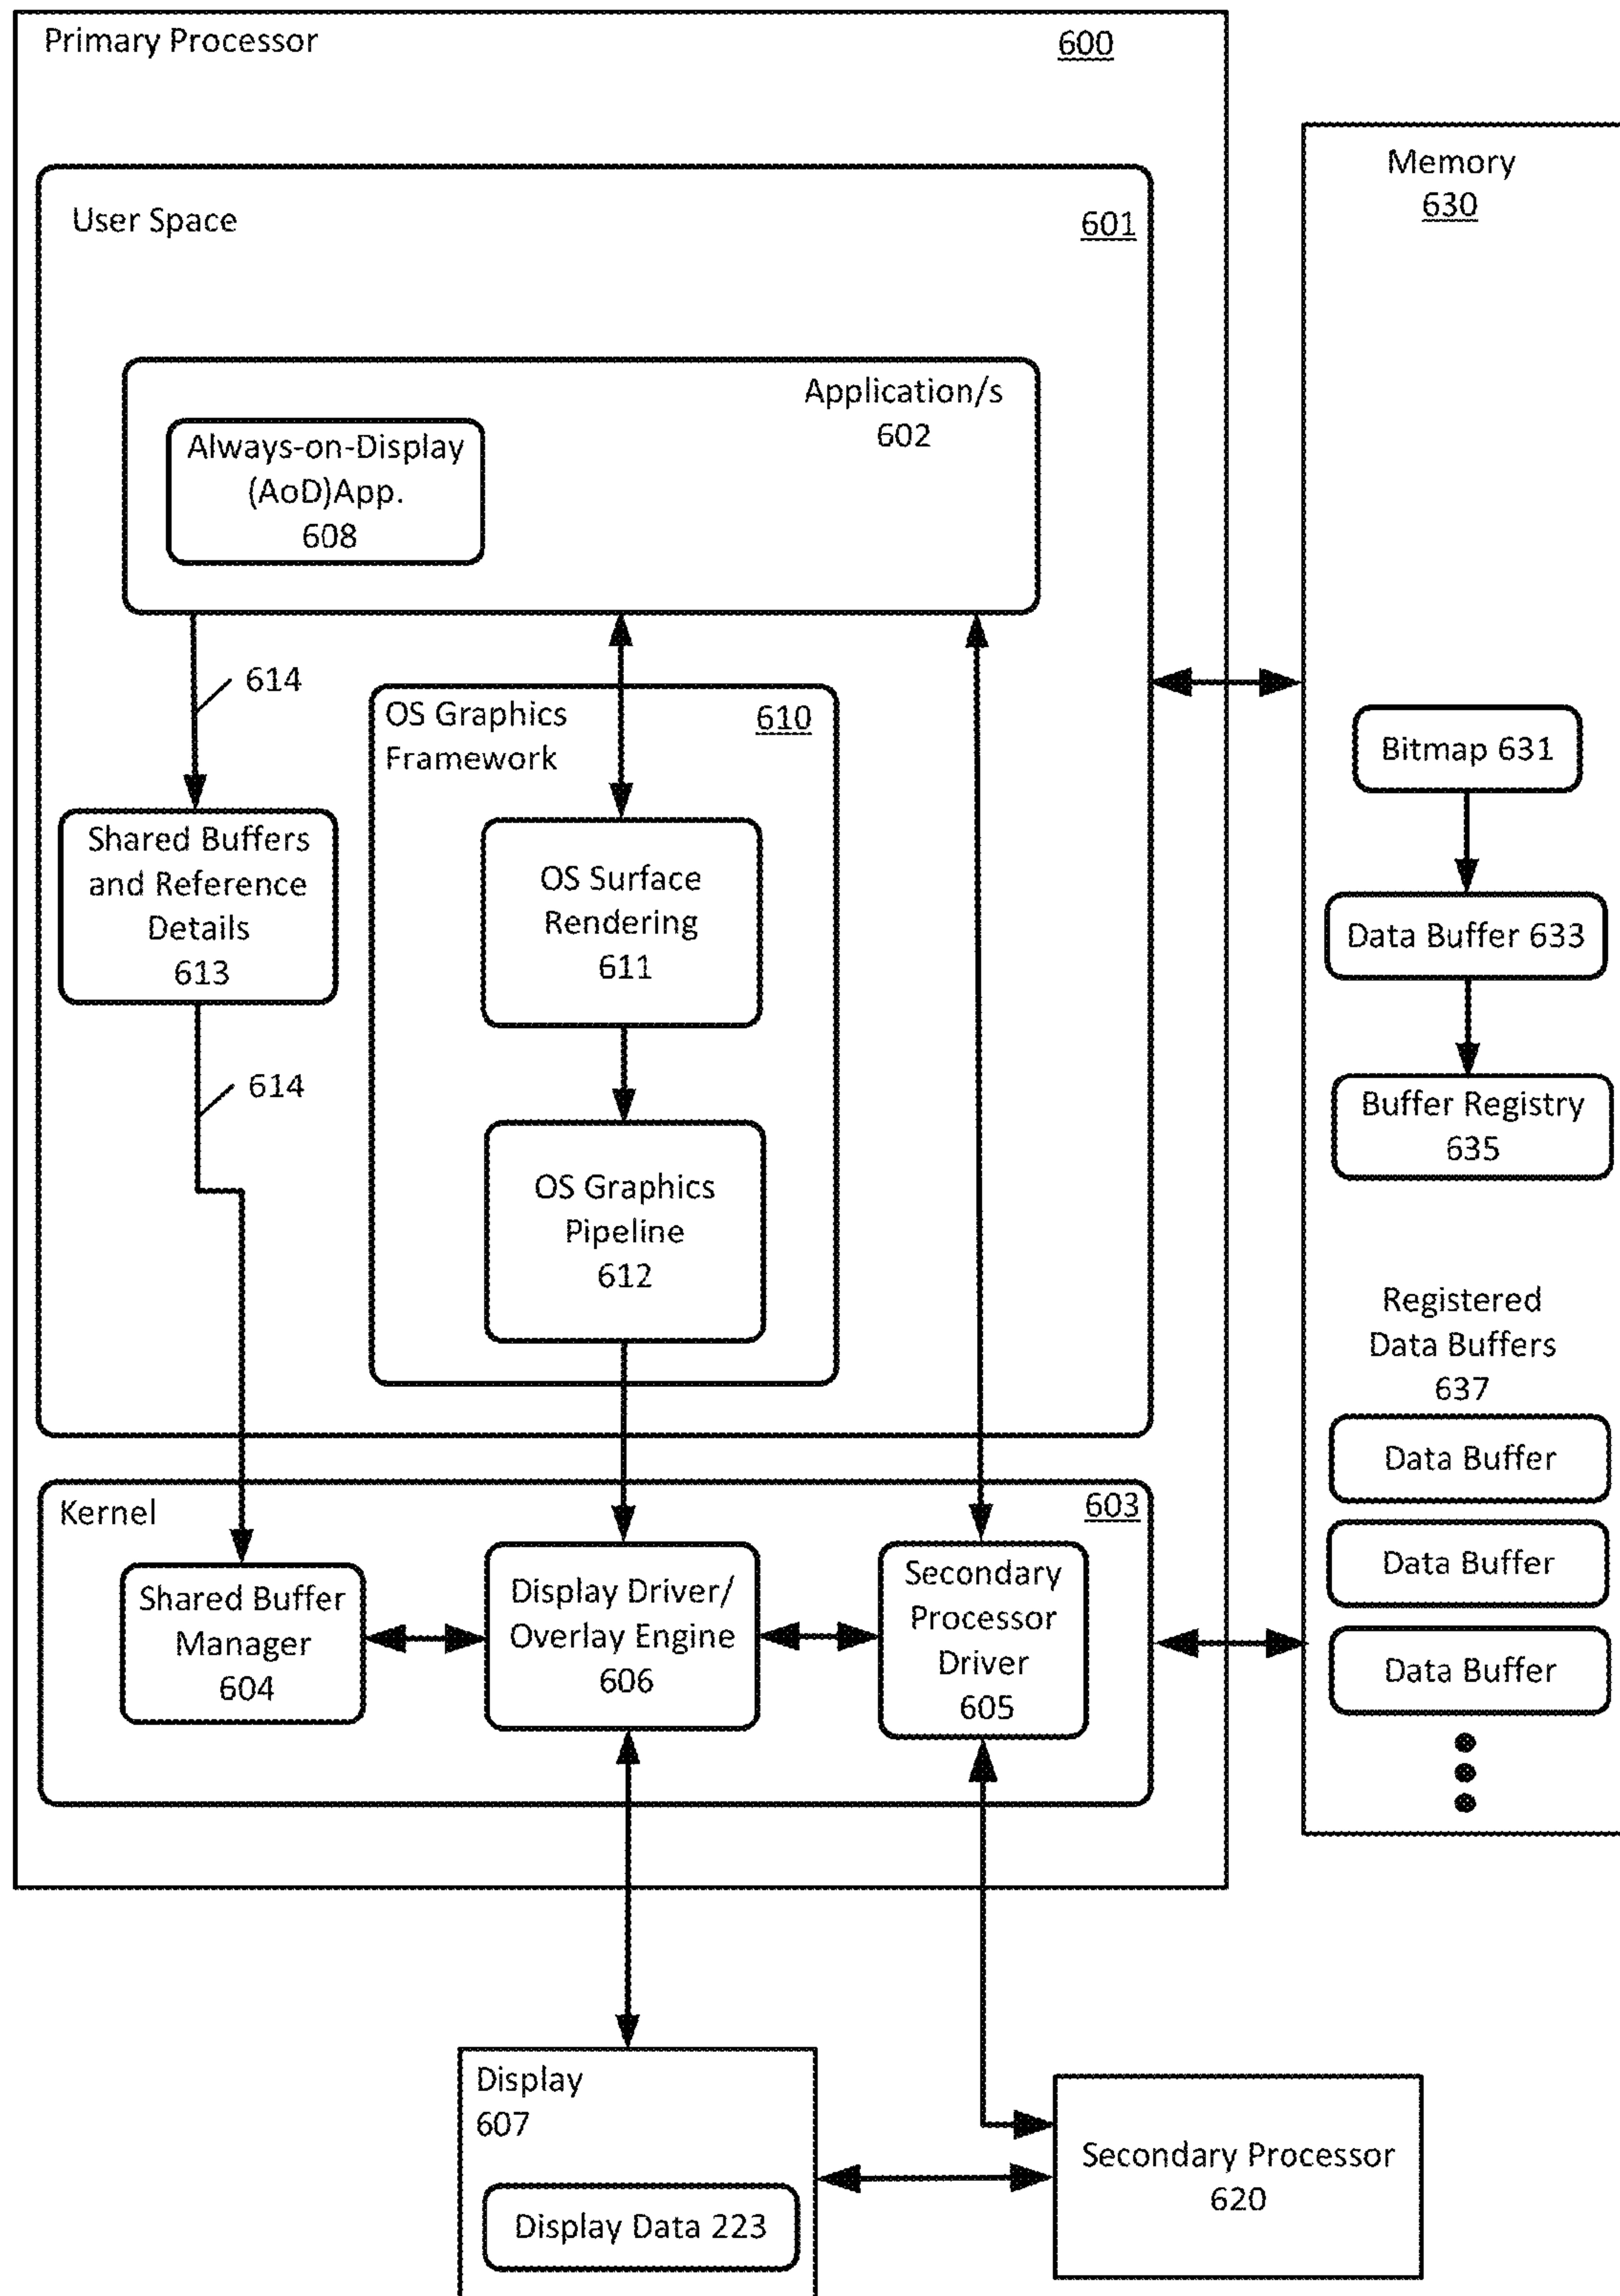 Primary Processor
600
User Space
601
Application/s
602
Always-on-Display
(AoD)App.
608
614
OS Graphics
Framework
610
Shared Buffers
and Reference
Details
613
OS Surface
Rendering
611
614
OS Graphics
Pipeline
612
Kernel
603
Shared Buffer
Manager
604
Display Driver/
Overlay Engine
606
Secondary
Processor
Driver
605
Memory
630
Bitmap 631
Data Buffer 633
Buffer Registry
635
Registered
Data Buffers
637
Data Buffer
Data Buffer
Data Buffer
Display
607
Display Data 223
Secondary Processor
620